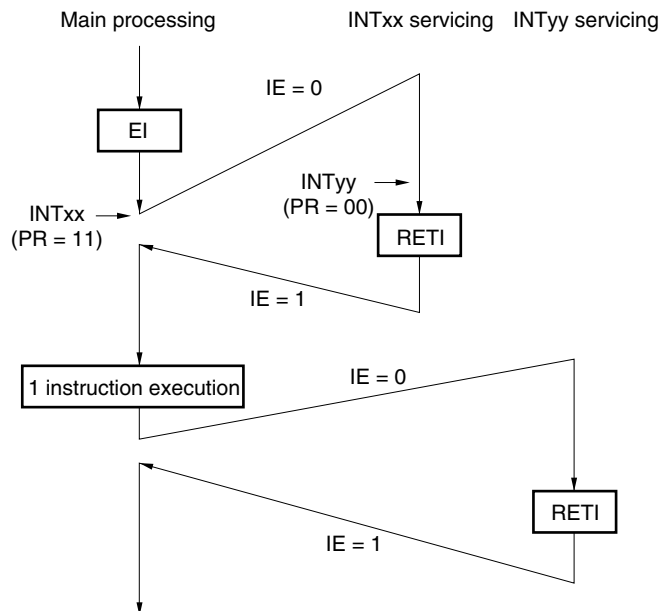 Main processing
INTxx servicing
INTyy servicing
IE = 0
EI
INTyy
(PR = 00)
INTxx
(PR = 11)
RETI
IE = 1
1 instruction execution
IE = 0
RETI
IE = 1